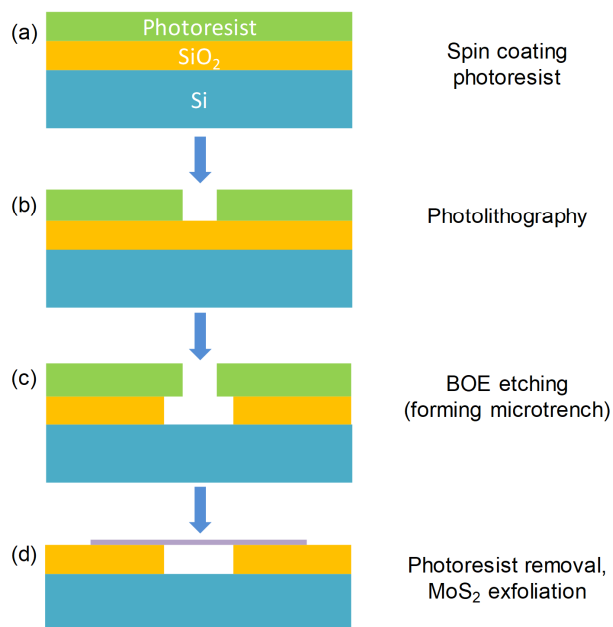 (a)
Photoresist
SiO₂
Si
Spin coating
photoresist
(b)
Photolithography
(c)
BOE etching
(forming microtrench)
(d)
Photoresist removal,
MoS₂ exfoliation